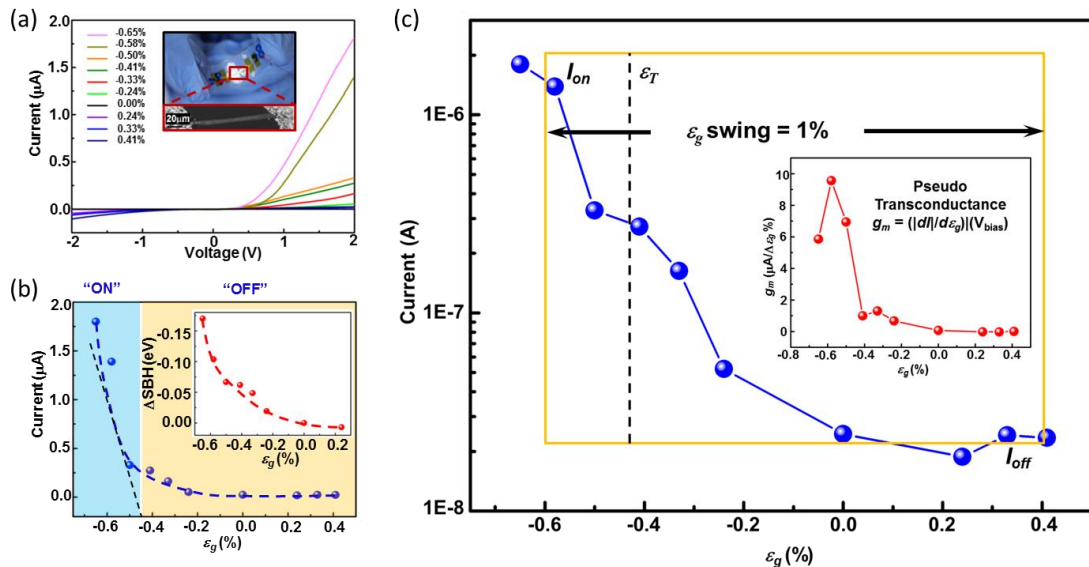 (a)
2.0
1.5
1.0
0.5
0.0
Current (µA)
-0.65%
-0.58%
-0.50%
-0.41%
-0.33%
-0.24%
0.00%
0.24%
0.33%
0.41%
20µm
-2
-1
0
1
2
Voltage (V)
(b)
“ON”
“OFF”
2.0
1.5
1.0
0.5
0.0
Current (µA)
-0.15
-0.10
-0.05
0.00
Δ SBH (eV)
-0.6
-0.4
-0.2
0.0
0.2
εg (%)
-0.6
-0.4
-0.2
0.0
0.2
0.4
εg (%)
(c)
1E-6
1E-7
1E-8
Current (A)
Ion
εT
εg swing = 1%
Pseudo
Transconductance
gm = (|dI|/dεg)|(Vbias)
10
8
6
4
2
0
gm (µA/Δεg %)
-0.8
-0.6
-0.4
-0.2
0.0
0.2
0.4
εg (%)
Ioff
-0.6
-0.4
-0.2
0.0
0.2
0.4
εg (%)